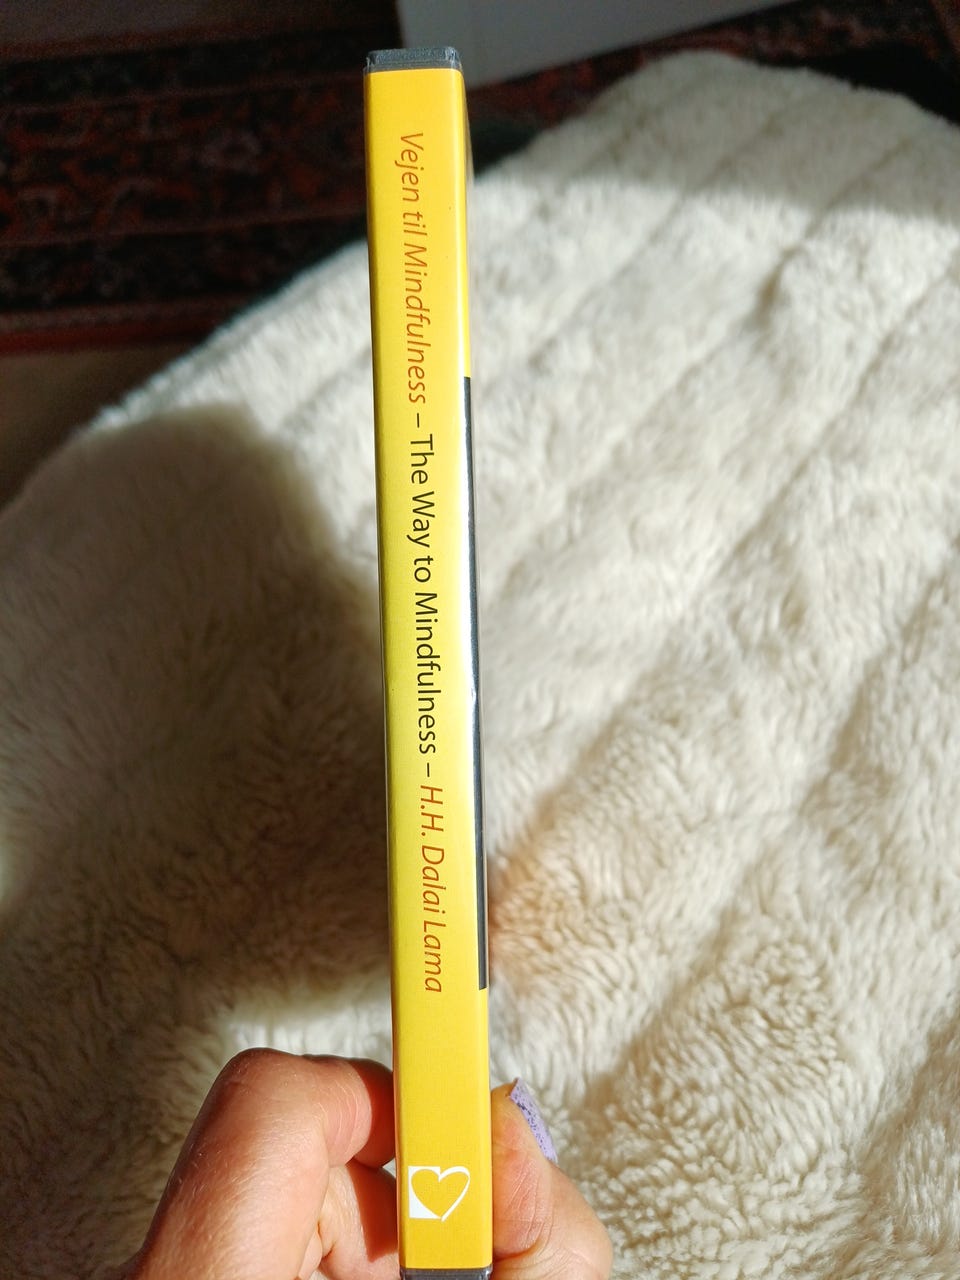 Vejen til Mindfulness – The Way to Mindfulness – H.H. Dalai Lama